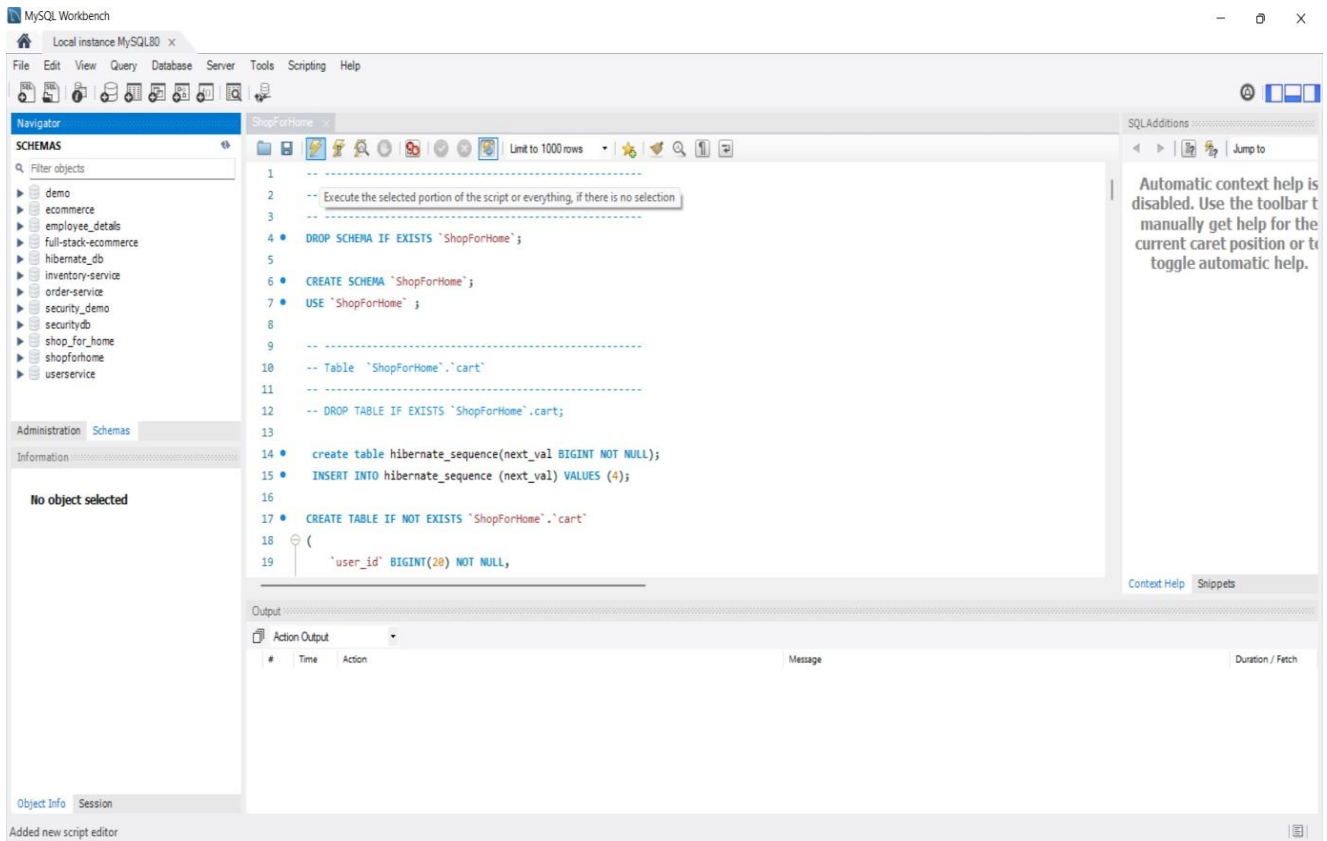 MySQL Workbench
Local instance MySQL80 ×
File Edit View Query Database Server Tools Scripting Help
Navigator
SCHEMAS
Filter objects
demo
ecommerce
employee_details
full-stack-ecommerce
hibernate_db
inventory-service
order-service
security_demo
securitydb
shop_for_home
shopforhome
userservice
Administration Schemas
Information
No object selected
Object Info Session
ShopForHome ×
Limit to 1000 rows
1 -- -----------------------------------------------------
2 --
Execute the selected portion of the script or everything, if there is no selection
3 -- -----------------------------------------------------
4 DROP SCHEMA IF EXISTS `ShopForHome`;
5
6 CREATE SCHEMA `ShopForHome`;
7 USE `ShopForHome` ;
8
9 -- -----------------------------------------------------
10 -- Table `ShopForHome`.`cart`
11 -- -----------------------------------------------------
12 -- DROP TABLE IF EXISTS `ShopForHome`.cart;
13
14 create table hibernate_sequence(next_val BIGINT NOT NULL);
15 INSERT INTO hibernate_sequence (next_val) VALUES (4);
16
17 CREATE TABLE IF NOT EXISTS `ShopForHome`.`cart`
18 (
19 `user_id` BIGINT(20) NOT NULL,
Output
Action Output
# Time Action Message Duration / Fetch
SQLAdditions
Jump to
Automatic context help is
disabled. Use the toolbar t
manually get help for the
current caret position or to
toggle automatic help.
Context Help Snippets
Added new script editor